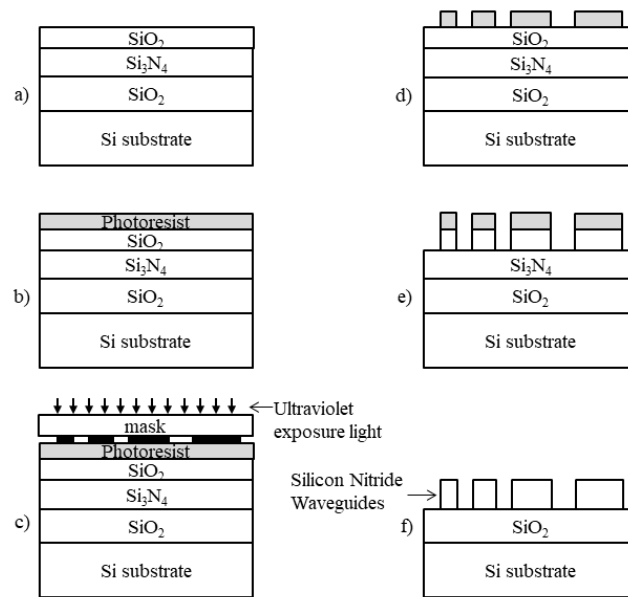 a)
SiO₂
Si₃N₄
SiO₂
Si substrate
b)
Photoresist
SiO₂
Si₃N₄
SiO₂
Si substrate
c)
Ultraviolet
exposure light
mask
Photoresist
SiO₂
Si₃N₄
SiO₂
Si substrate
d)
SiO₂
Si₃N₄
SiO₂
Si substrate
e)
Si₃N₄
SiO₂
Si substrate
f)
Silicon Nitride
Waveguides
SiO₂
Si substrate